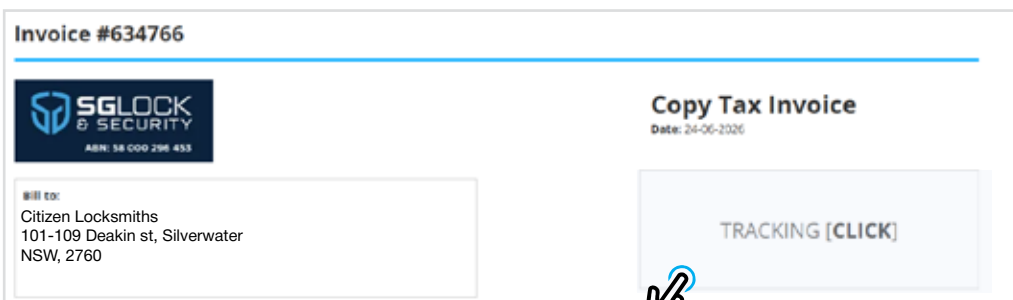 Invoice #634766
SGLOCK
& SECURITY
ABN: 58 000 296 453
Copy Tax Invoice
Date: 24-06-2026
Bill to:
Citizen Locksmiths
101-109 Deakin st, Silverwater
NSW, 2760
TRACKING [CLICK]